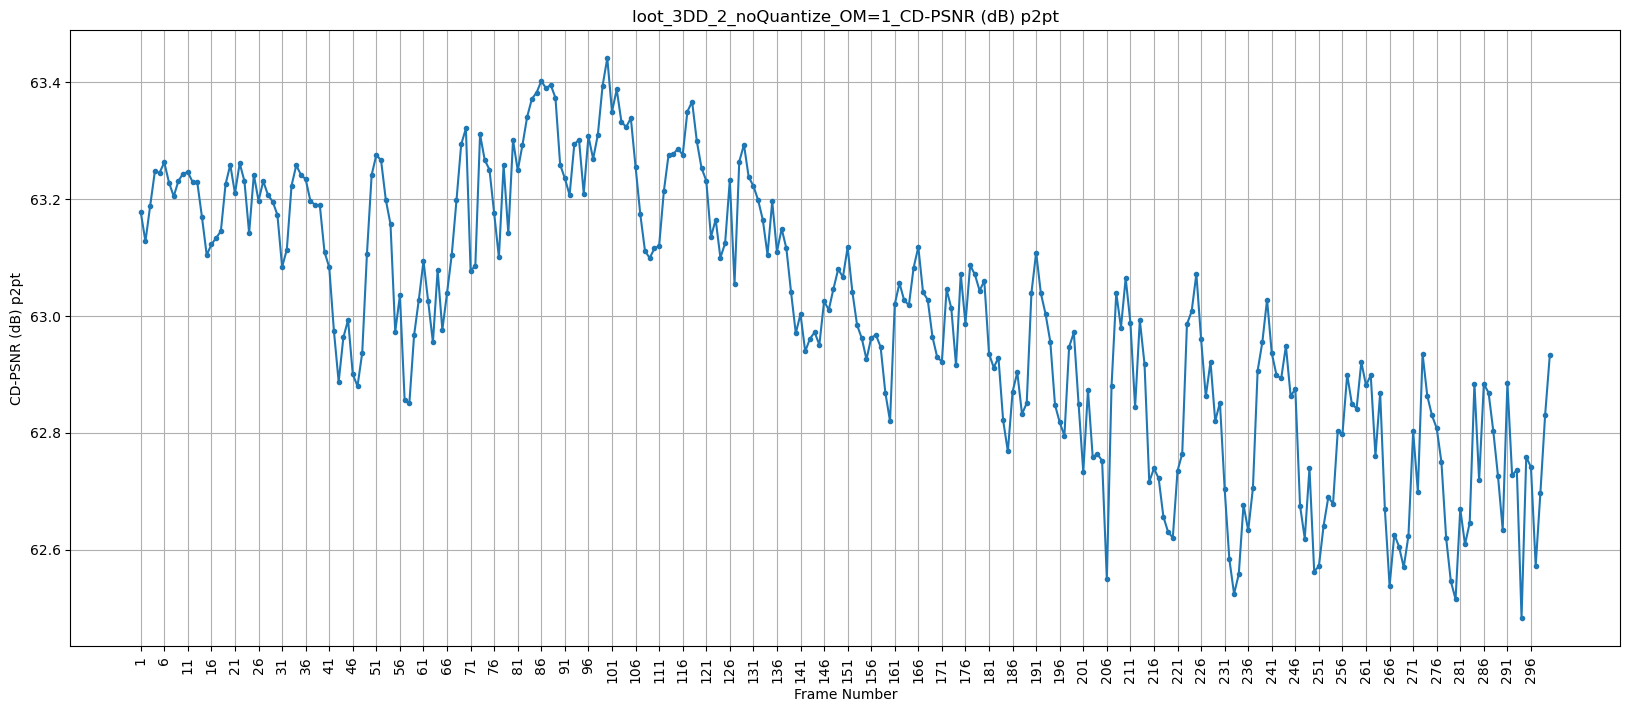 loot_3DD_2_noQuantize_OM=1_CD-PSNR (dB) p2pt
CD-PSNR (dB) p2pt
63.4
63.2
63.0
62.8
62.6
1 6 11 16 21 26 31 36 41 46 51 56 61 66 71 76 81 86 91 96 101 106 111 116 121 126 131 136 141 146 151 156 161 166 171 176 181 186 191 196 201 206 211 216 221 226 231 236 241 246 251 256 261 266 271 276 281 286 291 296
Frame Number